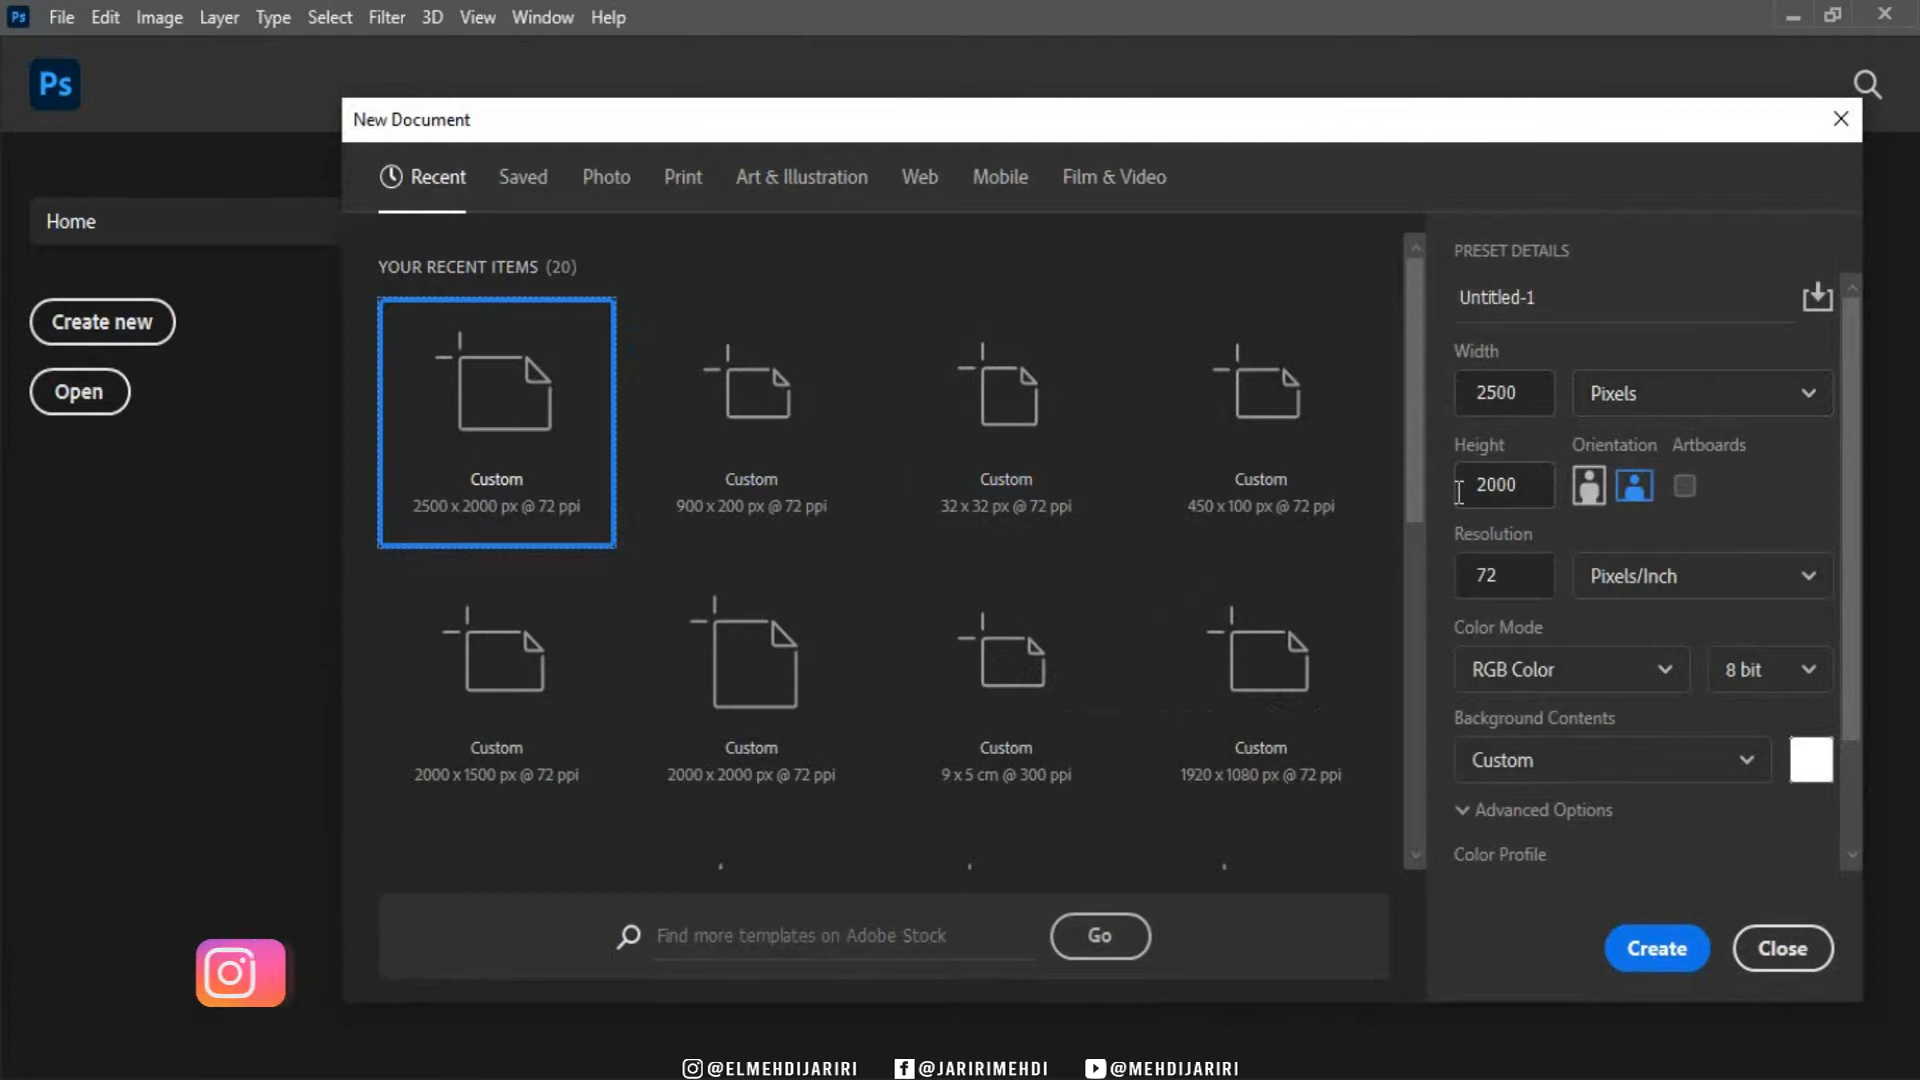 Ps File Edit Image Layer Type Select Filter 3D View Window Help
Ps
New Document
Recent Saved Photo Print Art & Illustration Web Mobile Film & Video
Home
Create new
Open
YOUR RECENT ITEMS (20)
Custom
2500 x 2000 px @ 72 ppi
Custom
900 x 200 px @ 72 ppi
Custom
32 x 32 px @ 72 ppi
Custom
450 x 100 px @ 72 ppi
Custom
2000 x 1500 px @ 72 ppi
Custom
2000 x 2000 px @ 72 ppi
Custom
9 x 5 cm @ 300 ppi
Custom
1920 x 1080 px @ 72 ppi
Find more templates on Adobe Stock Go
PRESET DETAILS
Untitled-1
Width
2500 Pixels
Height Orientation Artboards
2000
Resolution
72 Pixels/Inch
Color Mode
RGB Color 8 bit
Background Contents
Custom
Advanced Options
Color Profile
Create Close
@ELMEHDIJARIRI @JARIRIMEHDI @MEHDIJARIRI